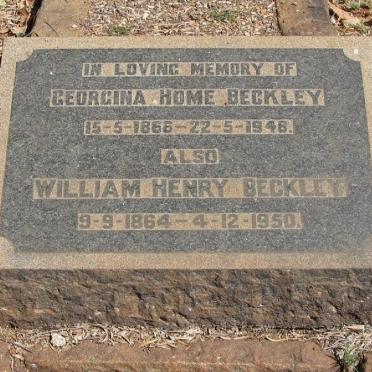 IN LOVING MEMORY OF
GEORGINA HOME BECKLEY
15-5-1868-22-5-1948.
ALSO
WILLIAM HENRY BECKLEY
9-9-1864-4-12-1950.